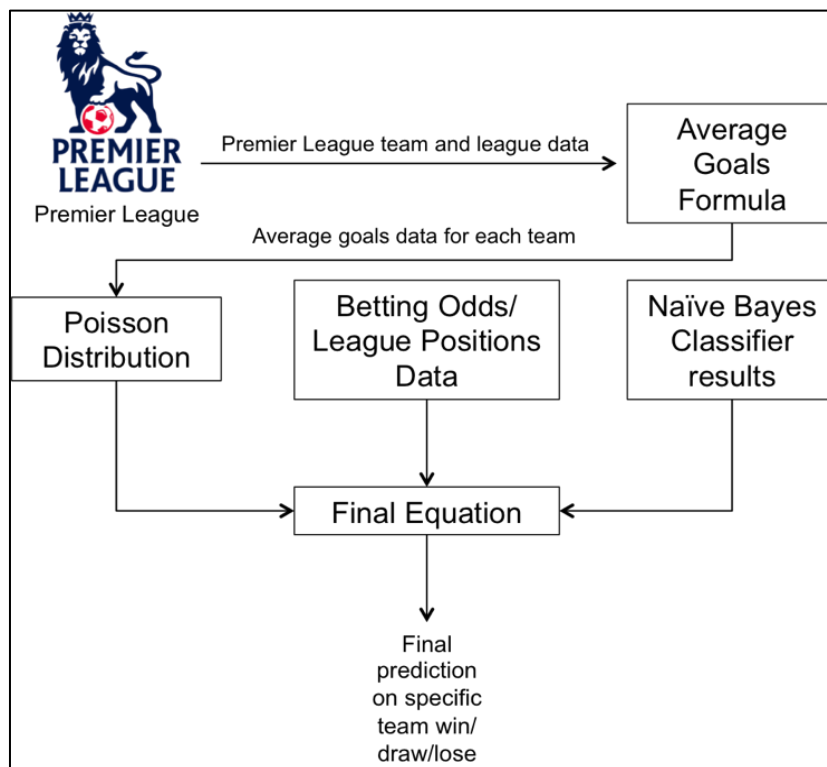 PREMIER
LEAGUE
Premier League
Premier League team and league data
Average
Goals
Formula
Average goals data for each team
Poisson
Distribution
Betting Odds/
League Positions
Data
Naïve Bayes
Classifier
results
Final Equation
Final
prediction
on specific
team win/
draw/lose